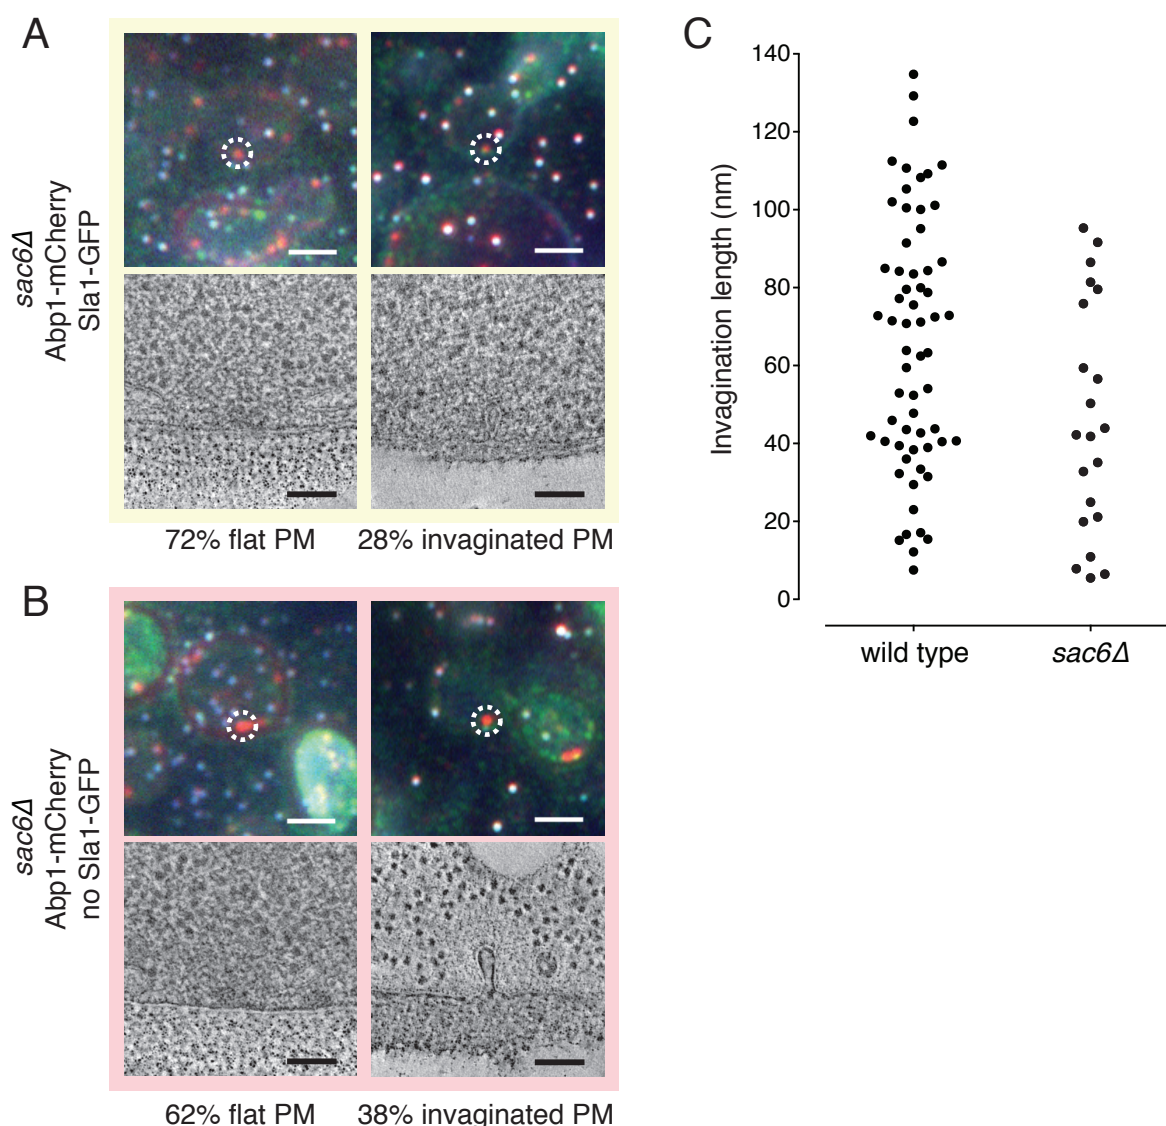 A
sac6Δ
Abp1-mCherry
Sla1-GFP
72% flat PM
28% invaginated PM
B
sac6Δ
Abp1-mCherry
no Sla1-GFP
62% flat PM
38% invaginated PM
C
Invagination length (nm)
140
120
100
80
60
40
20
0
wild type
sac6Δ